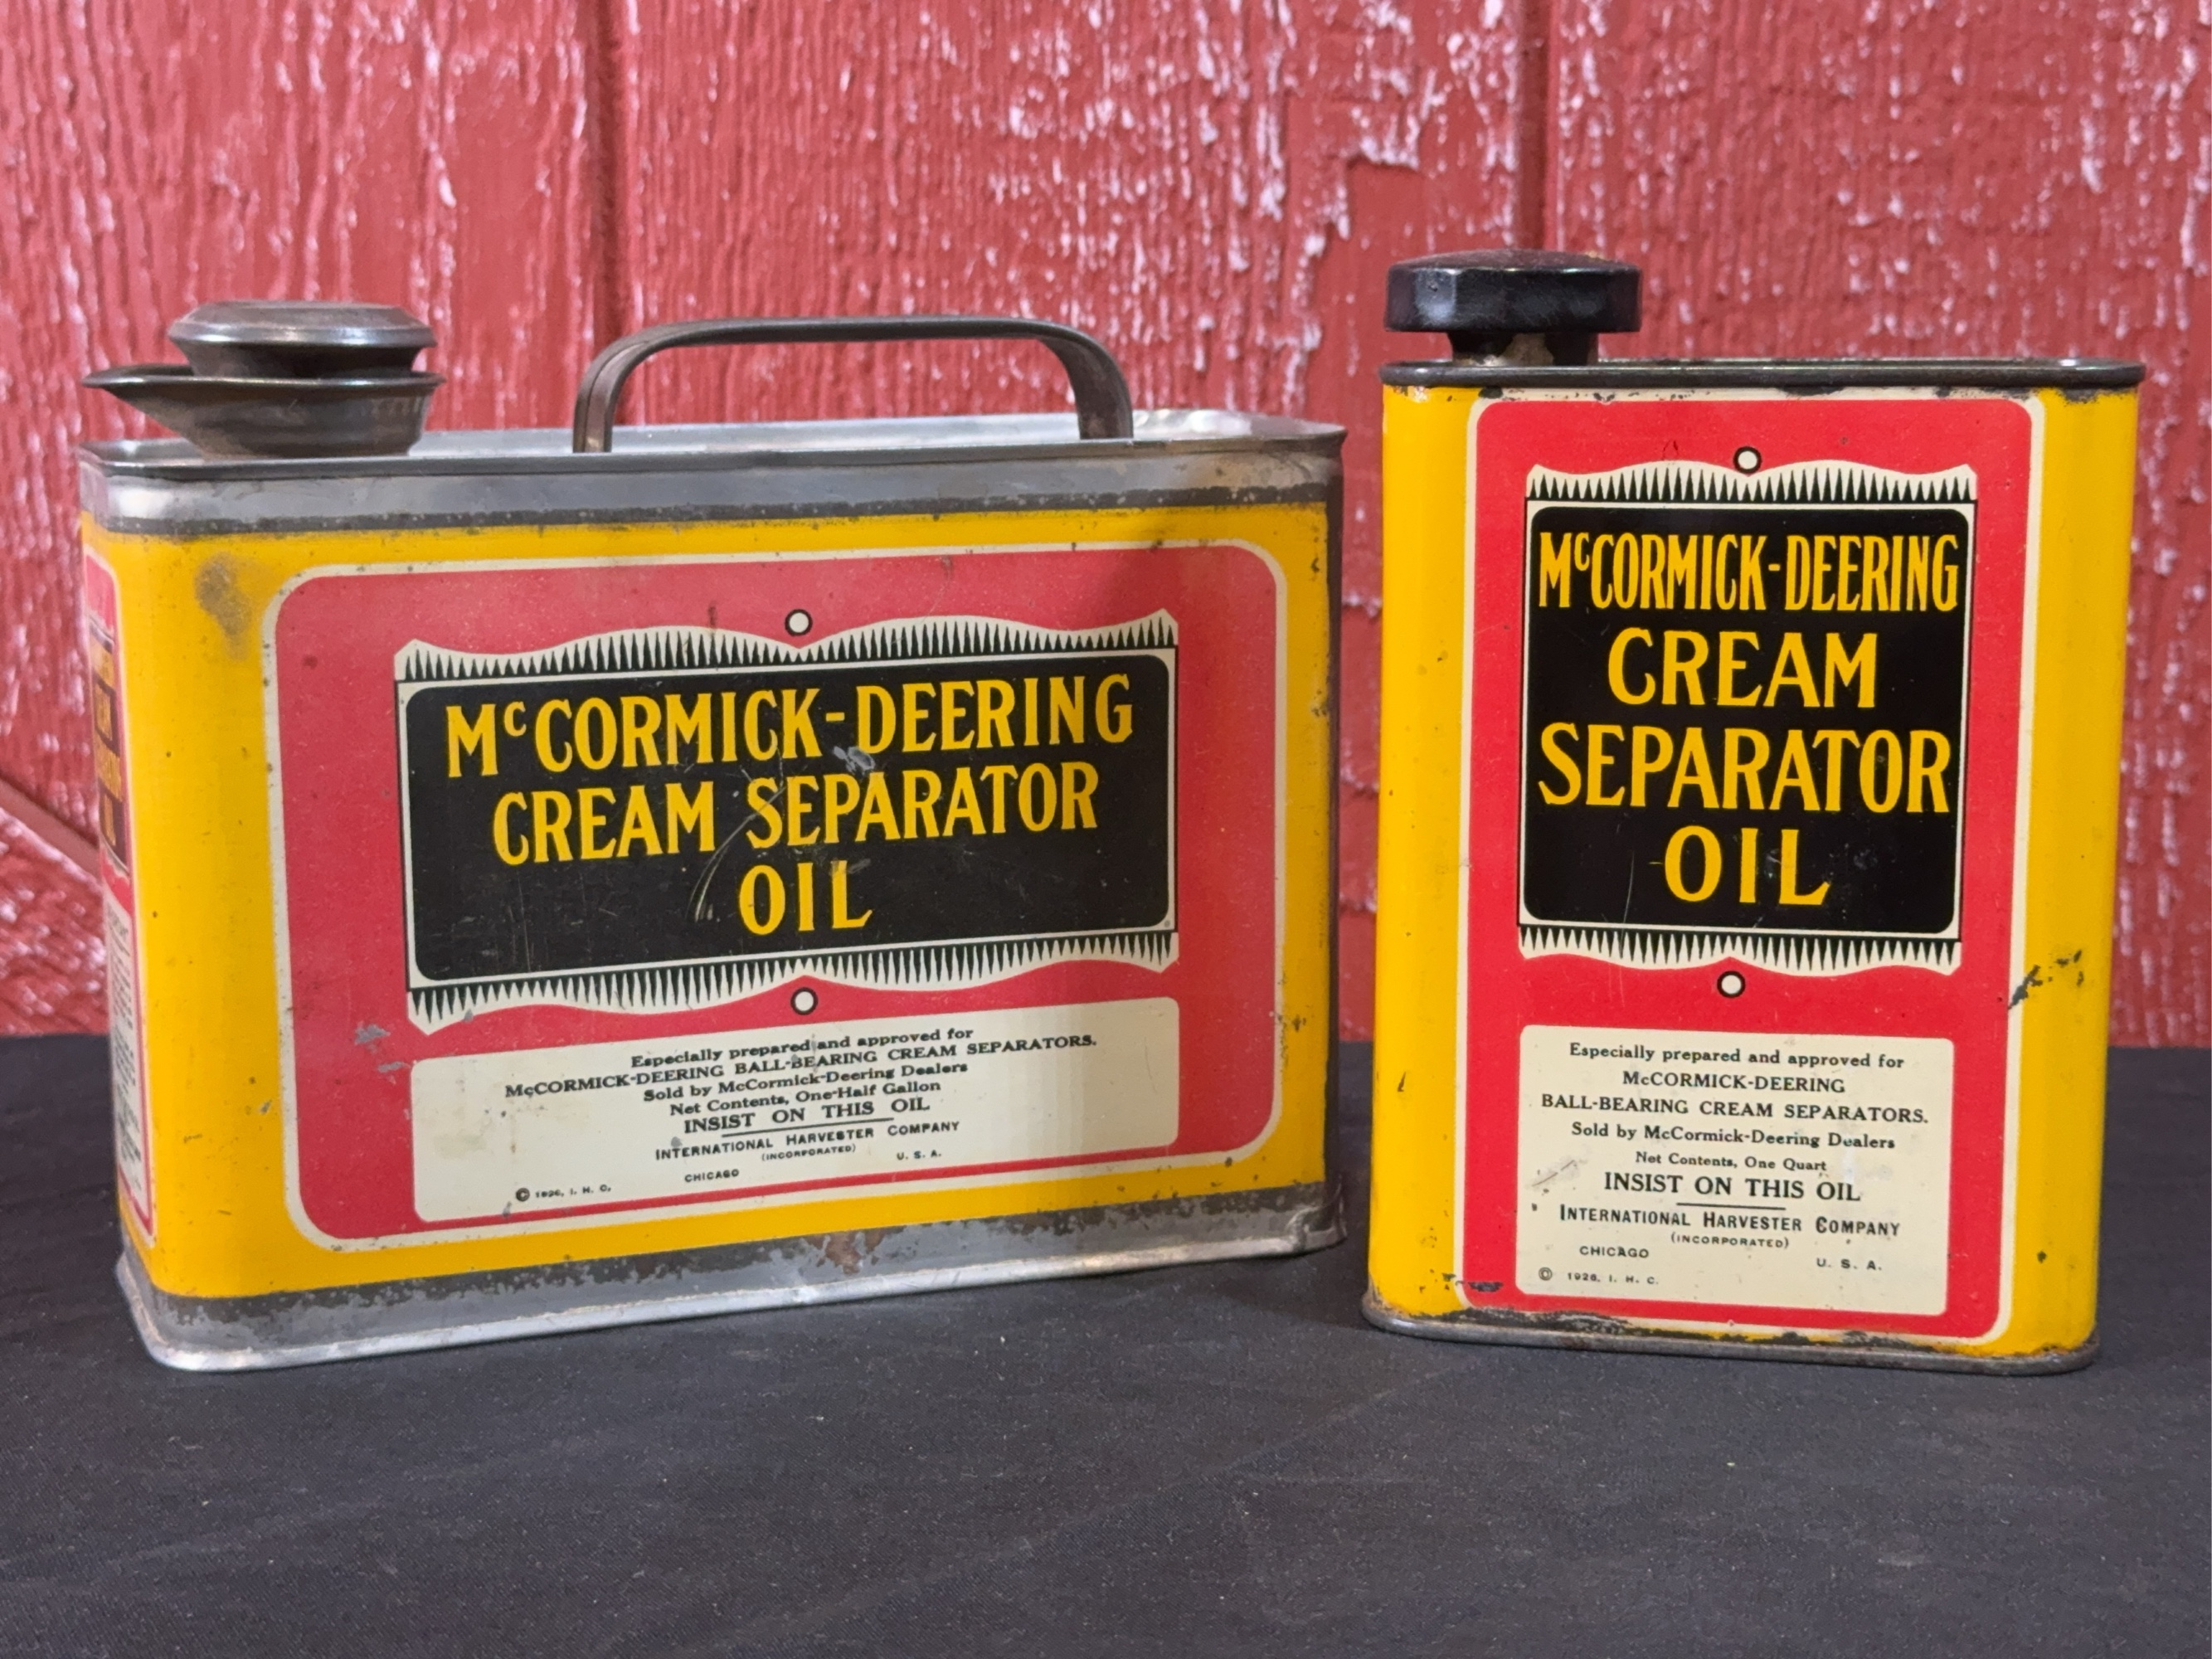 McCORMICK-DEERING
CREAM SEPARATOR
OIL
Especially prepared and approved for
McCORMICK-DEERING BALL-BEARING CREAM SEPARATORS.
Sold by McCormick-Deering Dealers
Net Contents, One-Half Gallon
INSIST ON THIS OIL
INTERNATIONAL HARVESTER COMPANY
(INCORPORATED)
CHICAGO U. S. A.
© 1926, I. H. C.
McCORMICK-DEERING
CREAM
SEPARATOR
OIL
Especially prepared and approved for
McCORMICK-DEERING
BALL-BEARING CREAM SEPARATORS.
Sold by McCormick-Deering Dealers
Net Contents, One Quart
INSIST ON THIS OIL
INTERNATIONAL HARVESTER COMPANY
(INCORPORATED)
CHICAGO U. S. A.
© 1926, I. H. C.